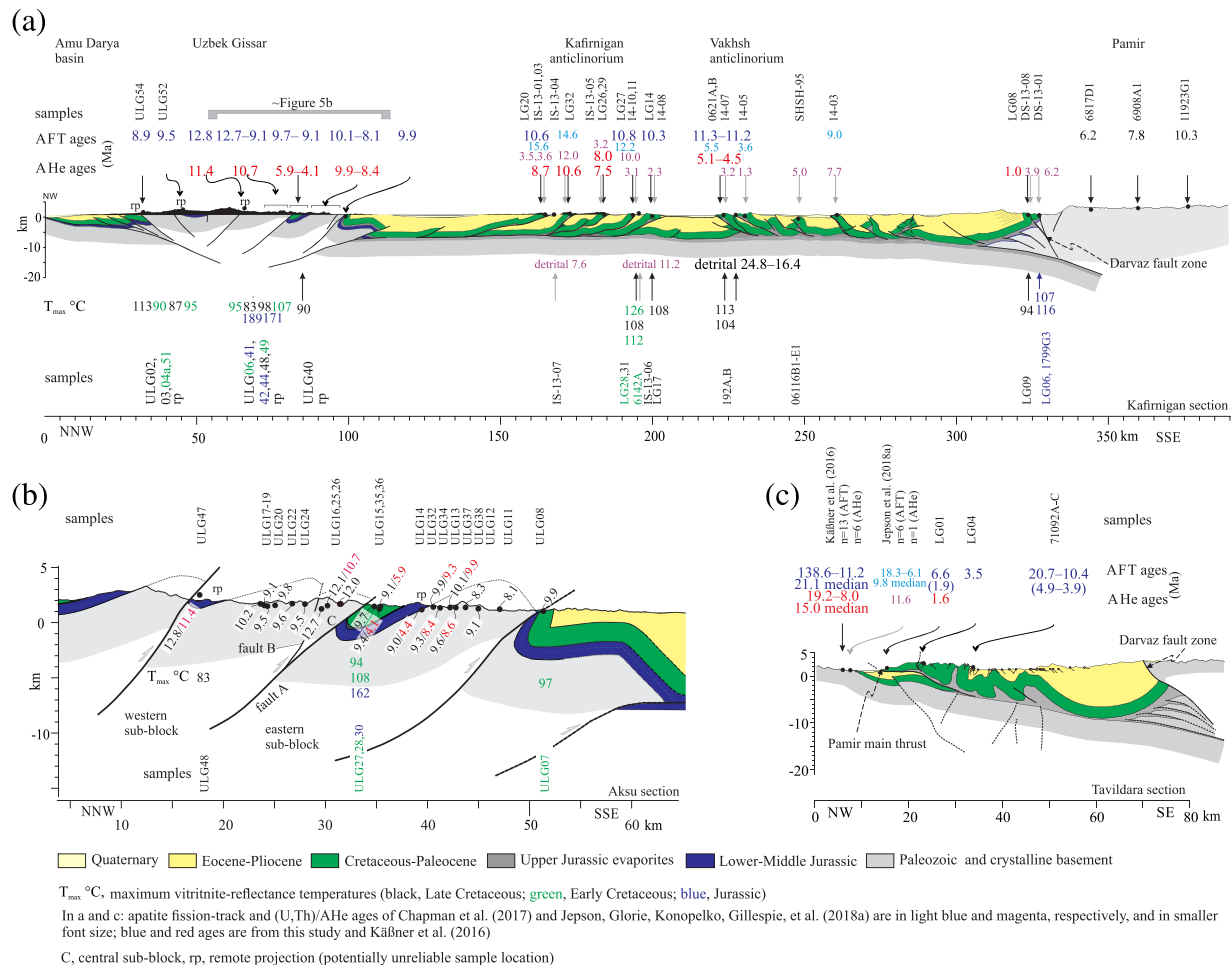 (a)
Amu Darya
basin
Uzbek Gissar
Kafirnigan
anticlinorium
Vakhsh
anticlinorium
Pamir
samples
ULG54
ULG52
~Figure 5b
LG20
IS-13-01,03
IS-13-04
LG32
IS-13-05
LG26,29
LG27
14-10,11
LG14
14-08
0621A,B
14-07
14-05
SHSH-95
14-03
LG08
DS-13-08
DS-13-01
6817D1
6908A1
11923G1
AFT ages
AHe ages
(Ma)
8.9 9.5 12.8 12.7–9.1 9.7– 9.1 10.1–8.1 9.9
10.6 14.6 10.8 10.3 11.3–11.2 9.0 6.2 7.8 10.3
15.6 3.2 12.2 5.5 3.6
3.5,3.6 12.0 8.0 10.0 5.1–4.5
11.4 10.7 5.9–4.1 9.9–8.4 8.7 10.6 7.5 3.1 2.3 3.2 1.3 5.0 7.7 1.0 3.9 6.2
NW
rp rp rp
km
0
-10
20
detrital 7.6
detrital 11.2
detrital 24.8–16.4
Darvaz fault zone
Tmax °C
113 90 87 95
95 83 98 107
189 171
90
126
108
112
108
113
104
94
107
116
samples
ULG02,
03,04a,51
rp
ULG06,41,
42,44,48,49
rp
ULG40
rp
IS-13-07
LG28,31
6142A
IS-13-06
LG17
192A,B
06116B1-E1
LG09
LG06, 1799G3
Kafirnigan section
0 NNW 50 100 150 200 250 300 350 km SSE
(b)
samples
ULG47
ULG17-19
ULG20
ULG22
ULG24
ULG16,25,26
ULG15,35,36
ULG14
ULG32
ULG34
ULG13
ULG37
ULG38
ULG12
ULG11
ULG08
5
0
km
-10
rp
12.8/11.4
10.2
9.1
9.5
9.8
9.6
9.5
12.7
12.1/10.7
12.0
C
9.7
9.1/5.9
9.4/4.1
rp
9.0/4.4
9.9/9.3
9.3/8.4
10.1/9.9
9.6/8.6
8.3
9.1
8.1
9.9
fault B
fault A
Tmax °C 83
94
108
162
97
western
sub-block
eastern
sub-block
samples
ULG48
ULG27,28,30
ULG07
Aksu section
NNW SSE
10 20 30 40 50 60 km
(c)
Käßner et al. (2016)
n=13 (AFT)
n=6 (AHe)
Jepson et al. (2018a)
n=6 (AFT)
n=1 (AHe)
LG01
LG04
71092A-C
samples
138.6–11.2 18.3–6.1 6.6 3.5 20.7–10.4 AFT ages
21.1 median 9.8 median (1.9) (4.9–3.9) (Ma)
19.2–8.0 11.6 1.6 AHe ages
15.0 median
Darvaz fault zone
5
0
-10
-20
Pamir main thrust
Tavildara section
0 NW 20 40 60 SE 80 km
Quaternary Eocene-Pliocene Cretaceous-Paleocene Upper Jurassic evaporites Lower-Middle Jurassic Paleozoic and crystalline basement
Tmax °C, maximum vitritnite-reflectance temperatures (black, Late Cretaceous; green, Early Cretaceous; blue, Jurassic)
In a and c: apatite fission-track and (U,Th)/AHe ages of Chapman et al. (2017) and Jepson, Glorie, Konopelko, Gillespie, et al. (2018a) are in light blue and magenta, respectively, and in smaller
font size; blue and red ages are from this study and Käßner et al. (2016)
C, central sub-block, rp, remote projection (potentially unreliable sample location)